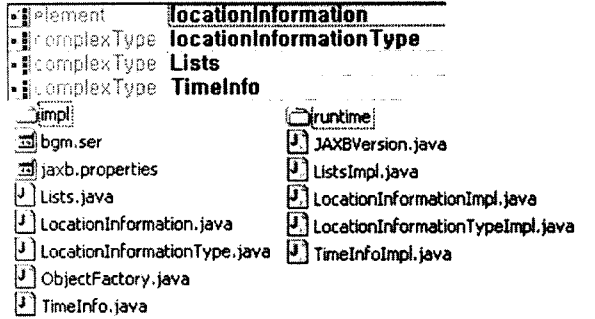 element locationInformation
complexType locationInformationType
complexType Lists
complexType TimeInfo
impl
bgm.ser
jaxb.properties
Lists.java
LocationInformation.java
LocationInformationType.java
ObjectFactory.java
TimeInfo.java
runtime
JAXBVersion.java
ListsImpl.java
LocationInformationImpl.java
LocationInformationTypeImpl.java
TimeInfoImpl.java